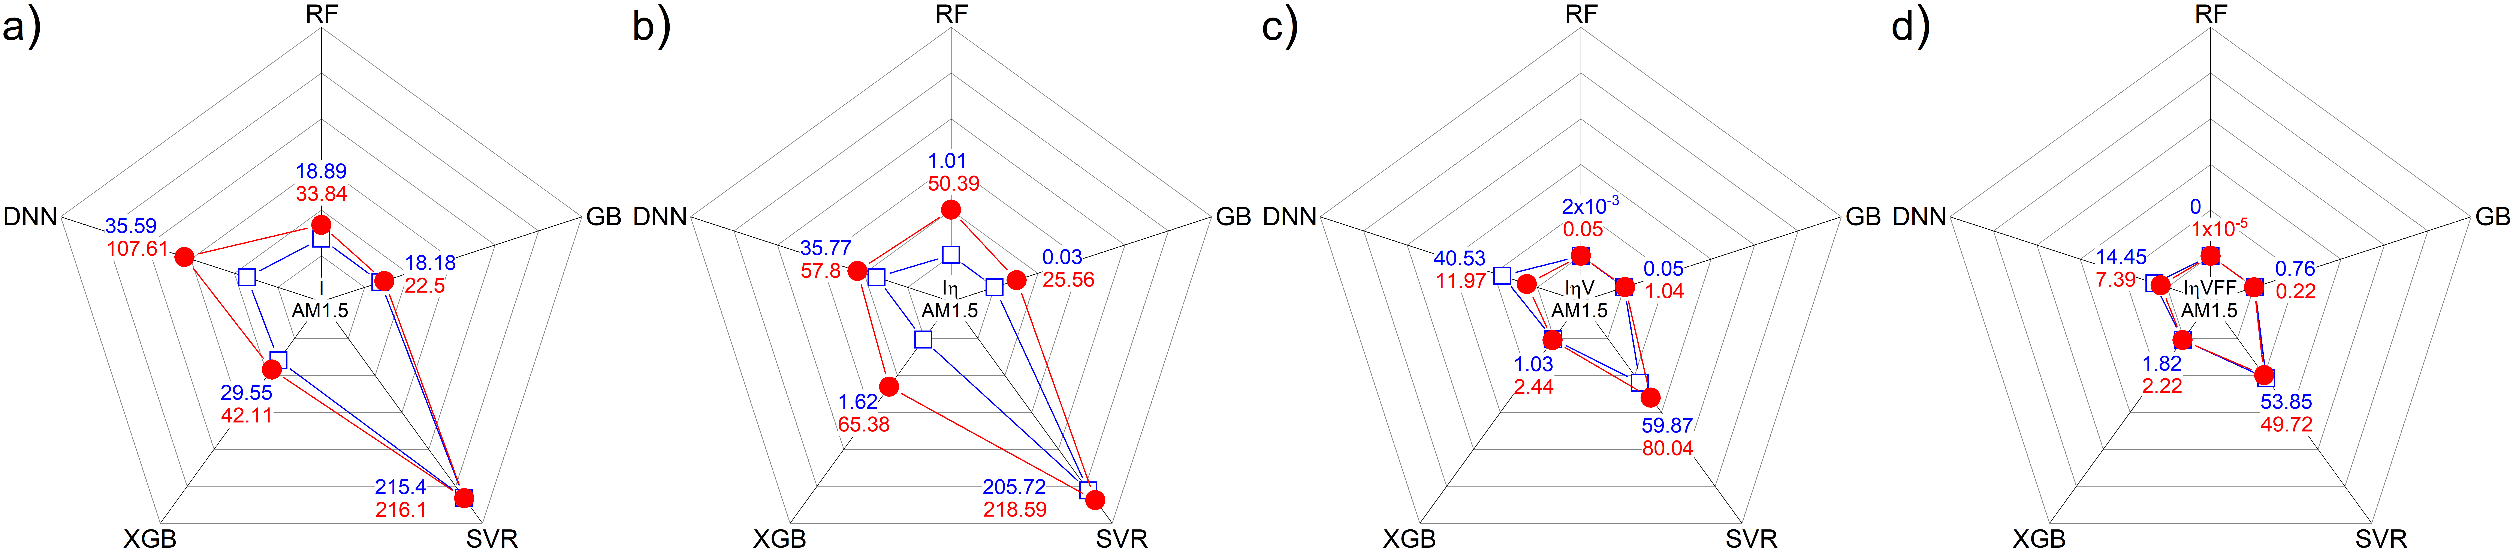 a)
RF
18.89
33.84
DNN
GB
35.59
107.61
18.18
22.5
I
AM1.5
29.55
42.11
215.4
216.1
XGB
SVR
b)
RF
1.01
50.39
DNN
GB
35.77
57.8
0.03
25.56
Iη
AM1.5
1.62
65.38
205.72
218.59
XGB
SVR
c)
RF
2x10⁻³
0.05
DNN
GB
40.53
11.97
0.05
1.04
IηV
AM1.5
1.03
2.44
59.87
80.04
XGB
SVR
d)
RF
0
1x10⁻⁵
DNN
GB
14.45
7.39
0.76
0.22
IηVFF
AM1.5
1.82
2.22
53.85
49.72
XGB
SVR